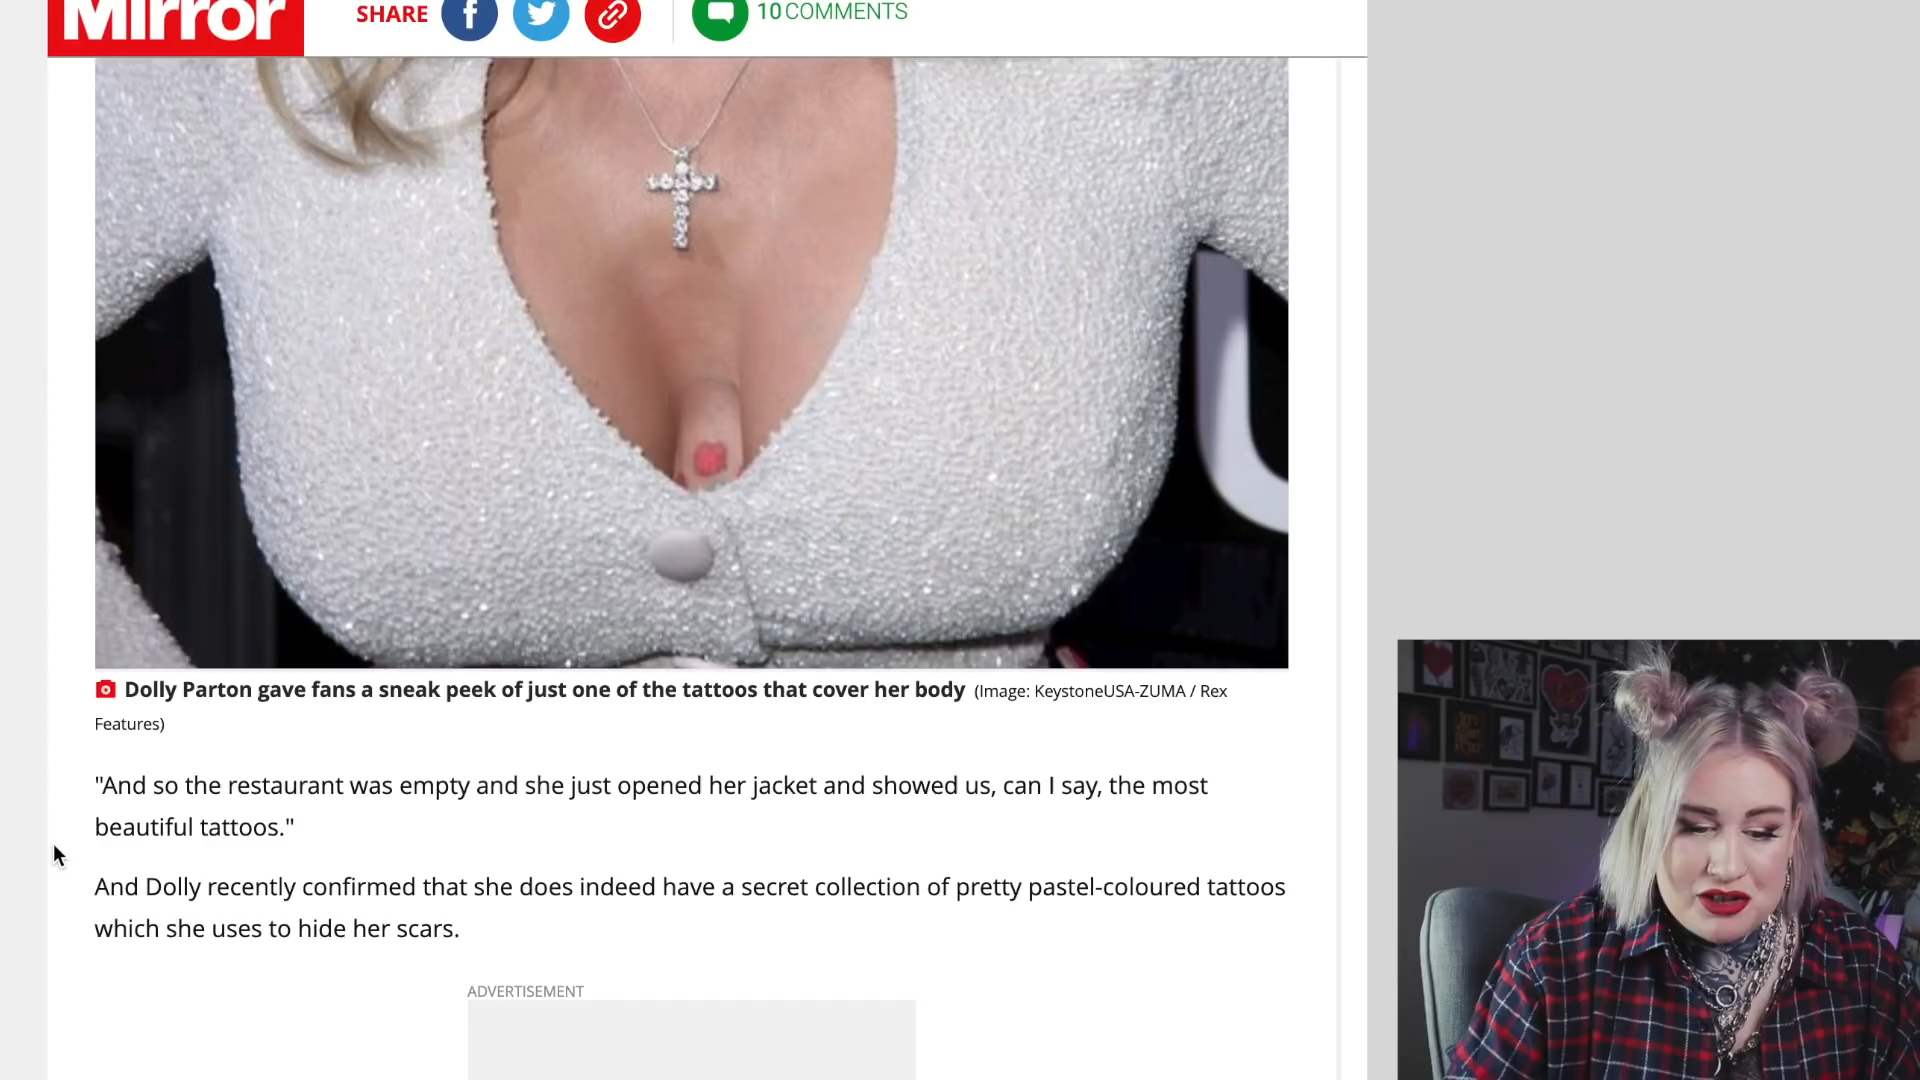 Mirror
SHARE
10 COMMENTS
Dolly Parton gave fans a sneak peek of just one of the tattoos that cover her body (Image: KeystoneUSA-ZUMA / Rex
Features)
"And so the restaurant was empty and she just opened her jacket and showed us, can I say, the most
beautiful tattoos."
And Dolly recently confirmed that she does indeed have a secret collection of pretty pastel-coloured tattoos
which she uses to hide her scars.
ADVERTISEMENT